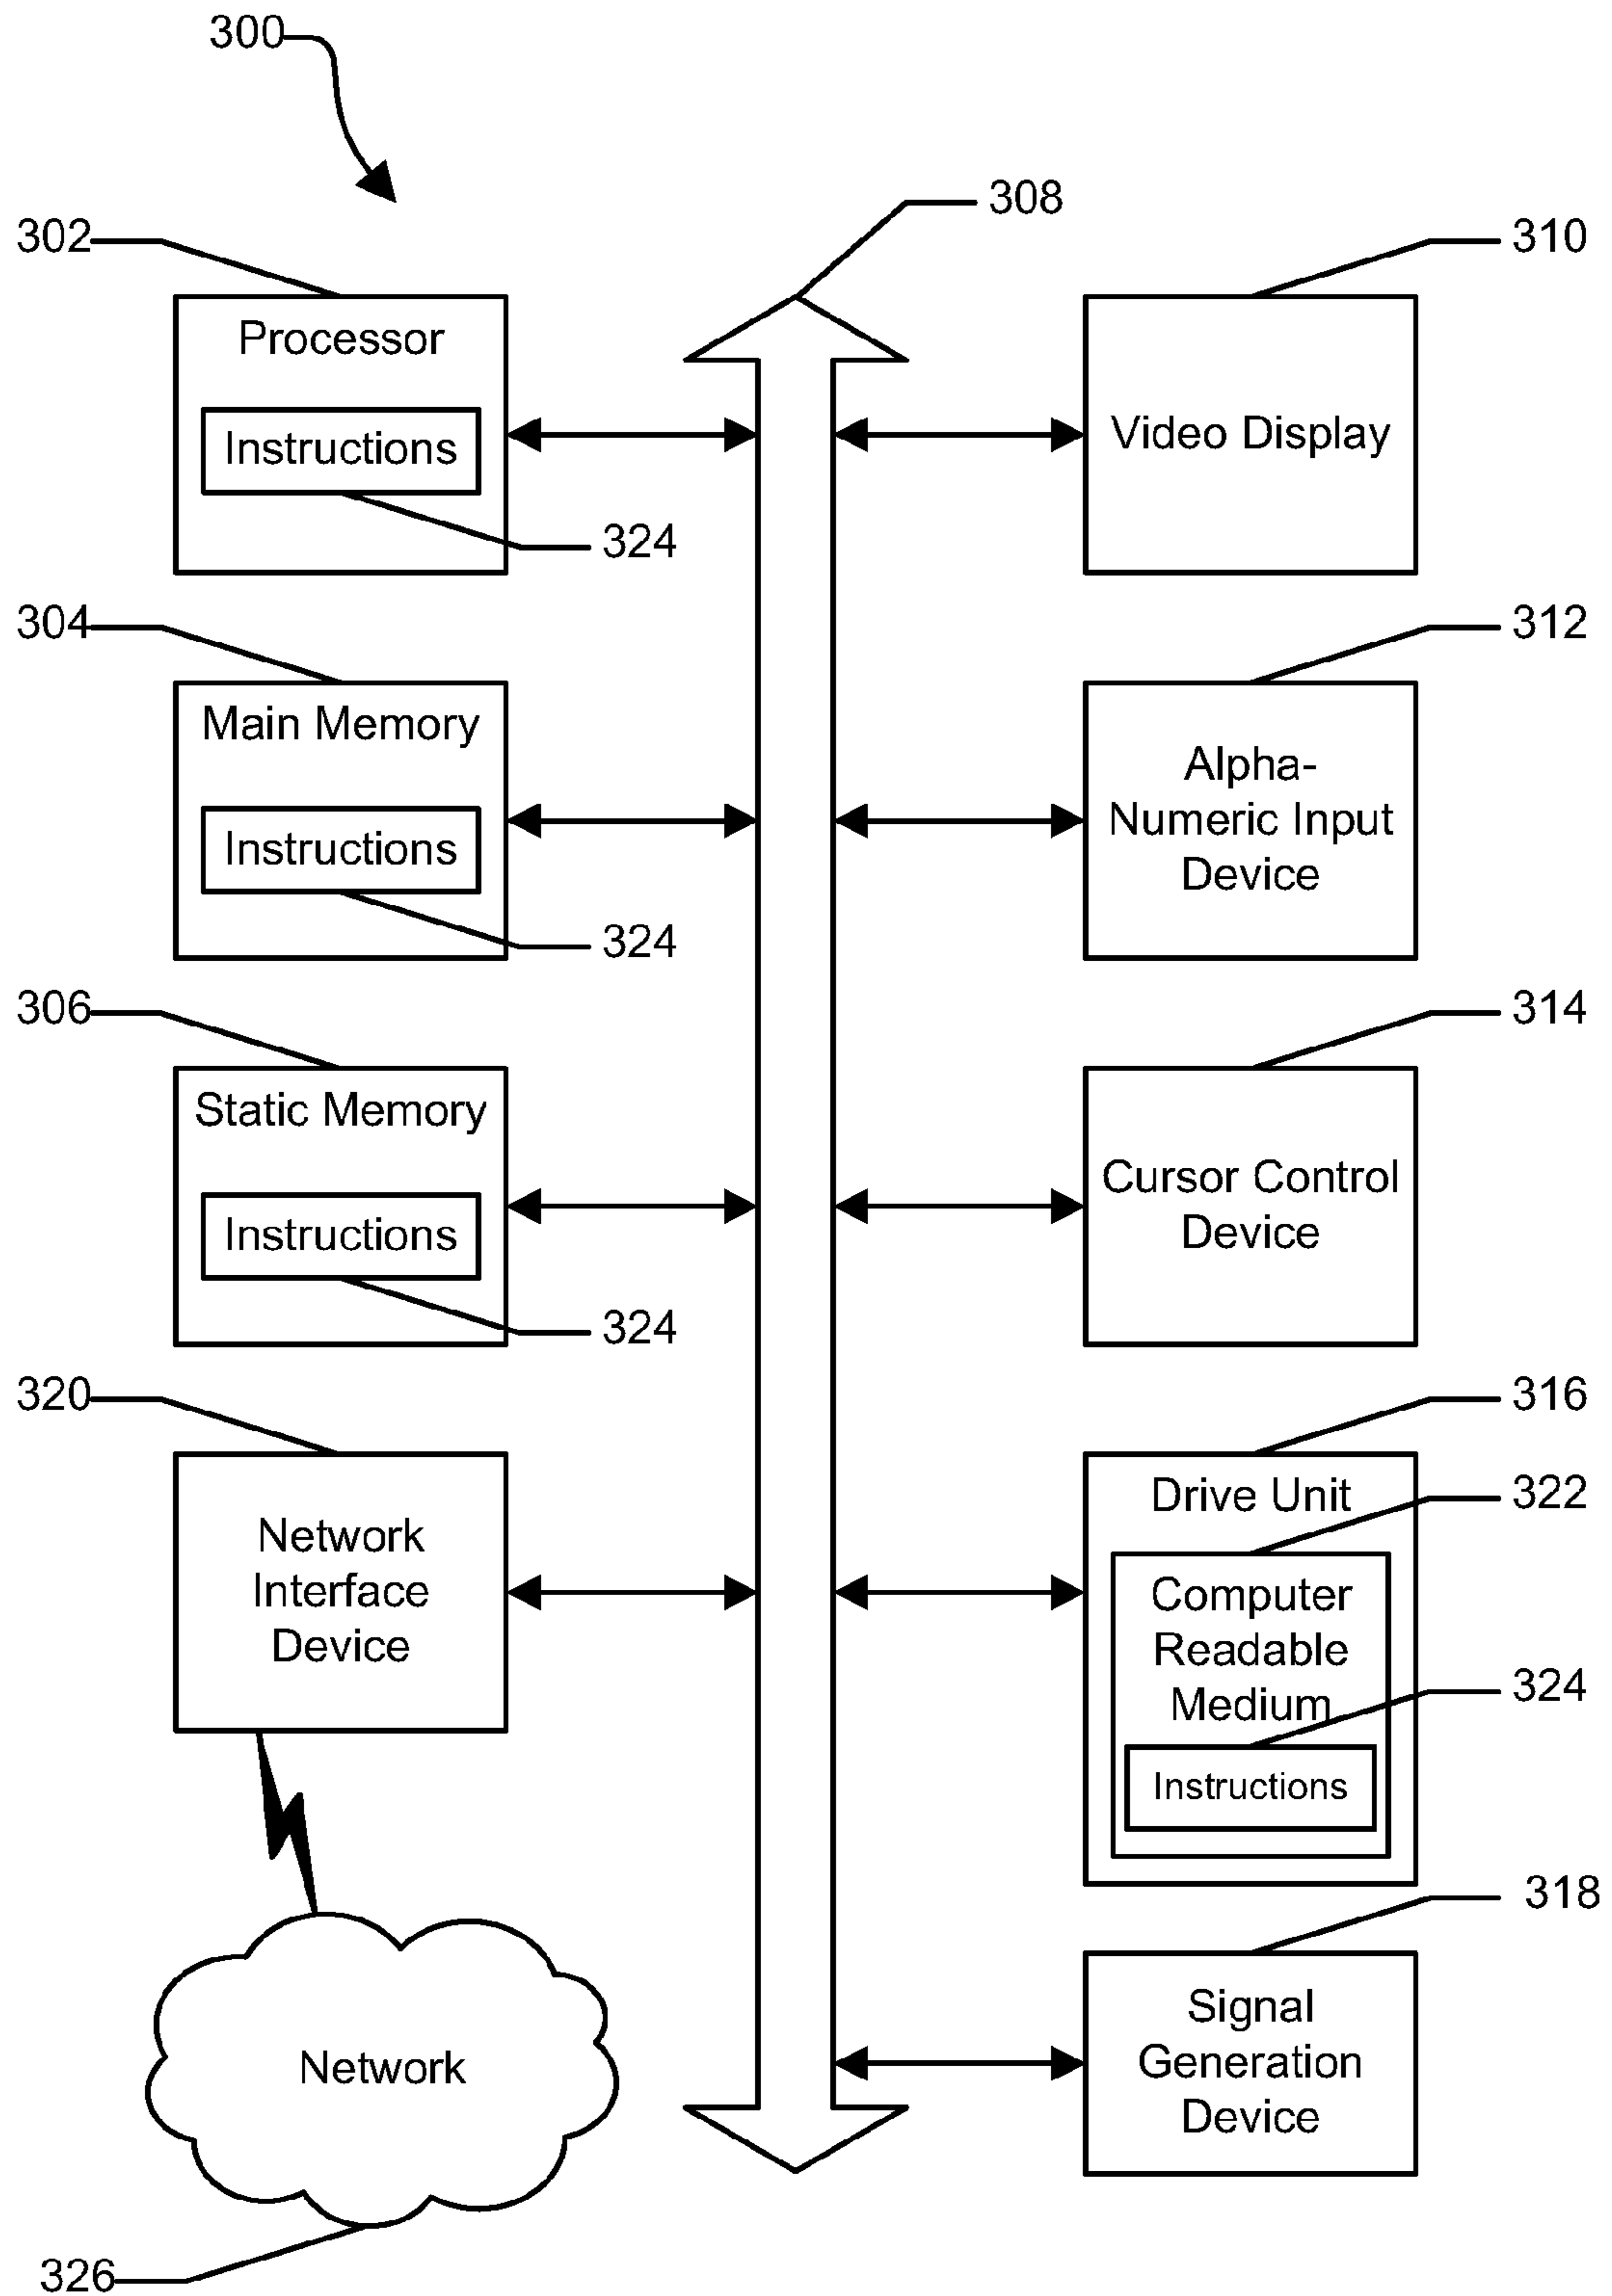 300
308
302
310
Processor
Instructions
324
Video Display
304
312
Main Memory
Instructions
324
Alpha-
Numeric Input
Device
306
314
Static Memory
Instructions
324
Cursor Control
Device
320
316
Network
Interface
Device
Drive Unit
322
Computer
Readable
Medium
324
Instructions
318
Signal
Generation
Device
Network
326